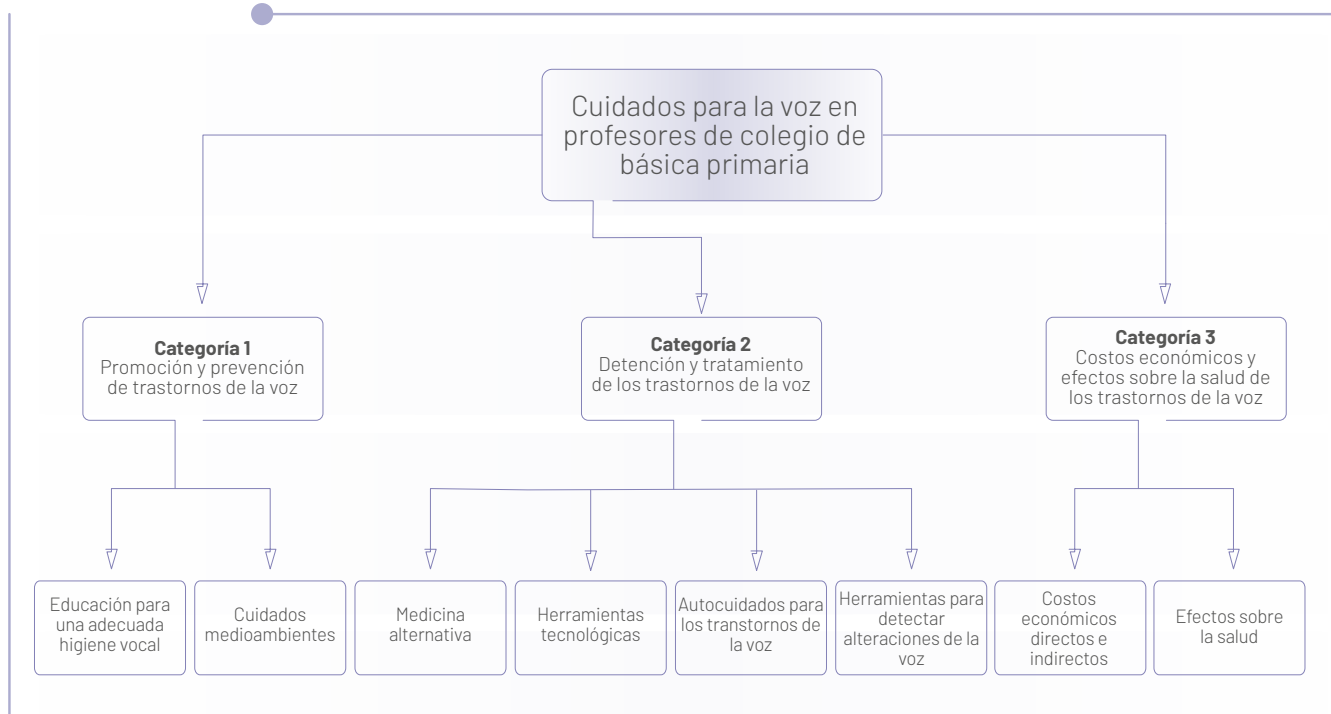 Cuidados para la voz en
profesores de colegio de
básica primaria
Categoría 1
Promoción y prevención
de trastornos de la voz
Categoría 2
Detención y tratamiento
de los trastornos de la voz
Categoría 3
Costos económicos y
efectos sobre la salud de
los trastornos de la voz
Educación para
una adecuada
higiene vocal
Cuidados
medioambientes
Medicina
alternativa
Herramientas
tecnológicas
Autocuidados para
los transtornos de
la voz
Herramientas para
detectar
alteraciones de la
voz
Costos
económicos
directos e
indirectos
Efectos sobre
la salud